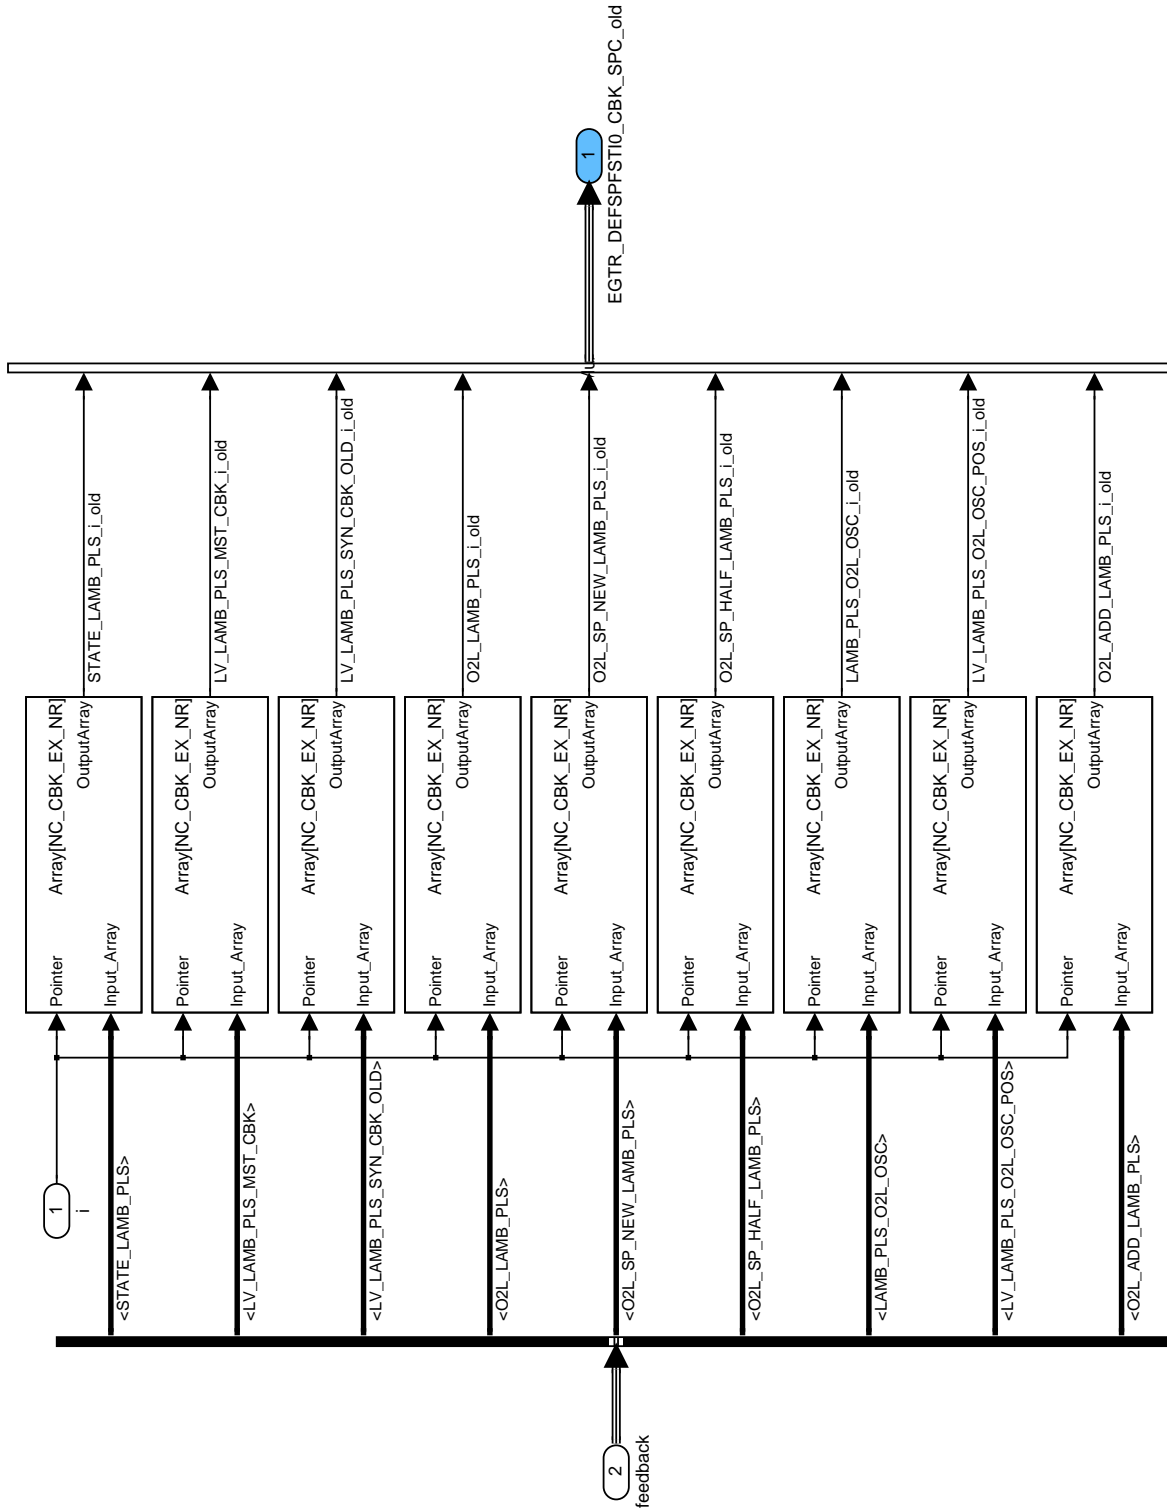 1
i
2
feedback
<STATE_LAMB_PLS>
Pointer
Input_Array
Array[NC_CBK_EX_NR]
OutputArray
STATE_LAMB_PLS_i_old
<LV_LAMB_PLS_MST_CBK>
Pointer
Input_Array
Array[NC_CBK_EX_NR]
OutputArray
LV_LAMB_PLS_MST_CBK_i_old
<LV_LAMB_PLS_SYN_CBK_OLD>
Pointer
Input_Array
Array[NC_CBK_EX_NR]
OutputArray
LV_LAMB_PLS_SYN_CBK_OLD_i_old
<O2L_LAMB_PLS>
Pointer
Input_Array
Array[NC_CBK_EX_NR]
OutputArray
O2L_LAMB_PLS_i_old
<O2L_SP_NEW_LAMB_PLS>
Pointer
Input_Array
Array[NC_CBK_EX_NR]
OutputArray
O2L_SP_NEW_LAMB_PLS_i_old
<O2L_SP_HALF_LAMB_PLS>
Pointer
Input_Array
Array[NC_CBK_EX_NR]
OutputArray
O2L_SP_HALF_LAMB_PLS_i_old
<LAMB_PLS_O2L_OSC>
Pointer
Input_Array
Array[NC_CBK_EX_NR]
OutputArray
LAMB_PLS_O2L_OSC_i_old
<LV_LAMB_PLS_O2L_OSC_POS>
Pointer
Input_Array
Array[NC_CBK_EX_NR]
OutputArray
LV_LAMB_PLS_O2L_OSC_POS_i_old
<O2L_ADD_LAMB_PLS>
Pointer
Input_Array
Array[NC_CBK_EX_NR]
OutputArray
O2L_ADD_LAMB_PLS_i_old
1
EGTR_DEFSPFSTI0_CBK_SPC_old